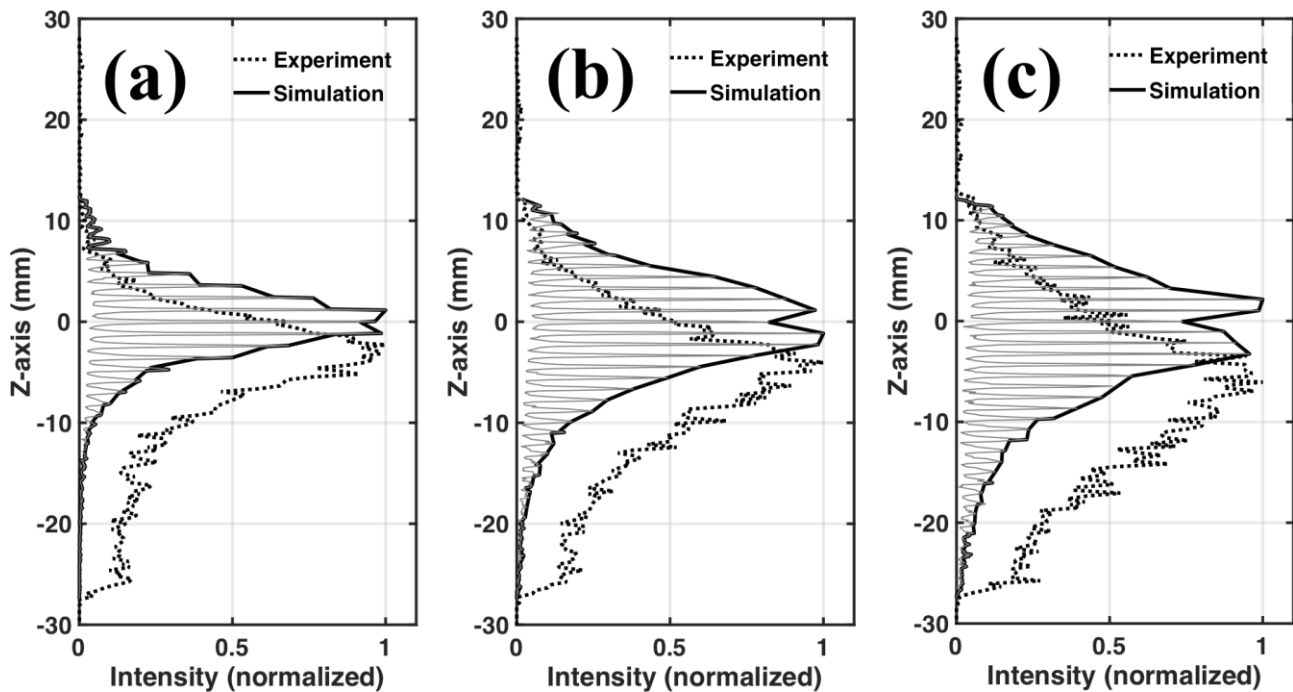 (a)
Experiment
Simulation
30
20
10
0
-10
-20
-30
Z-axis (mm)
0
0.5
1
Intensity (normalized)
(b)
Experiment
Simulation
30
20
10
0
-10
-20
-30
Z-axis (mm)
0
0.5
1
Intensity (normalized)
(c)
Experiment
Simulation
30
20
10
0
-10
-20
-30
Z-axis (mm)
0
0.5
1
Intensity (normalized)